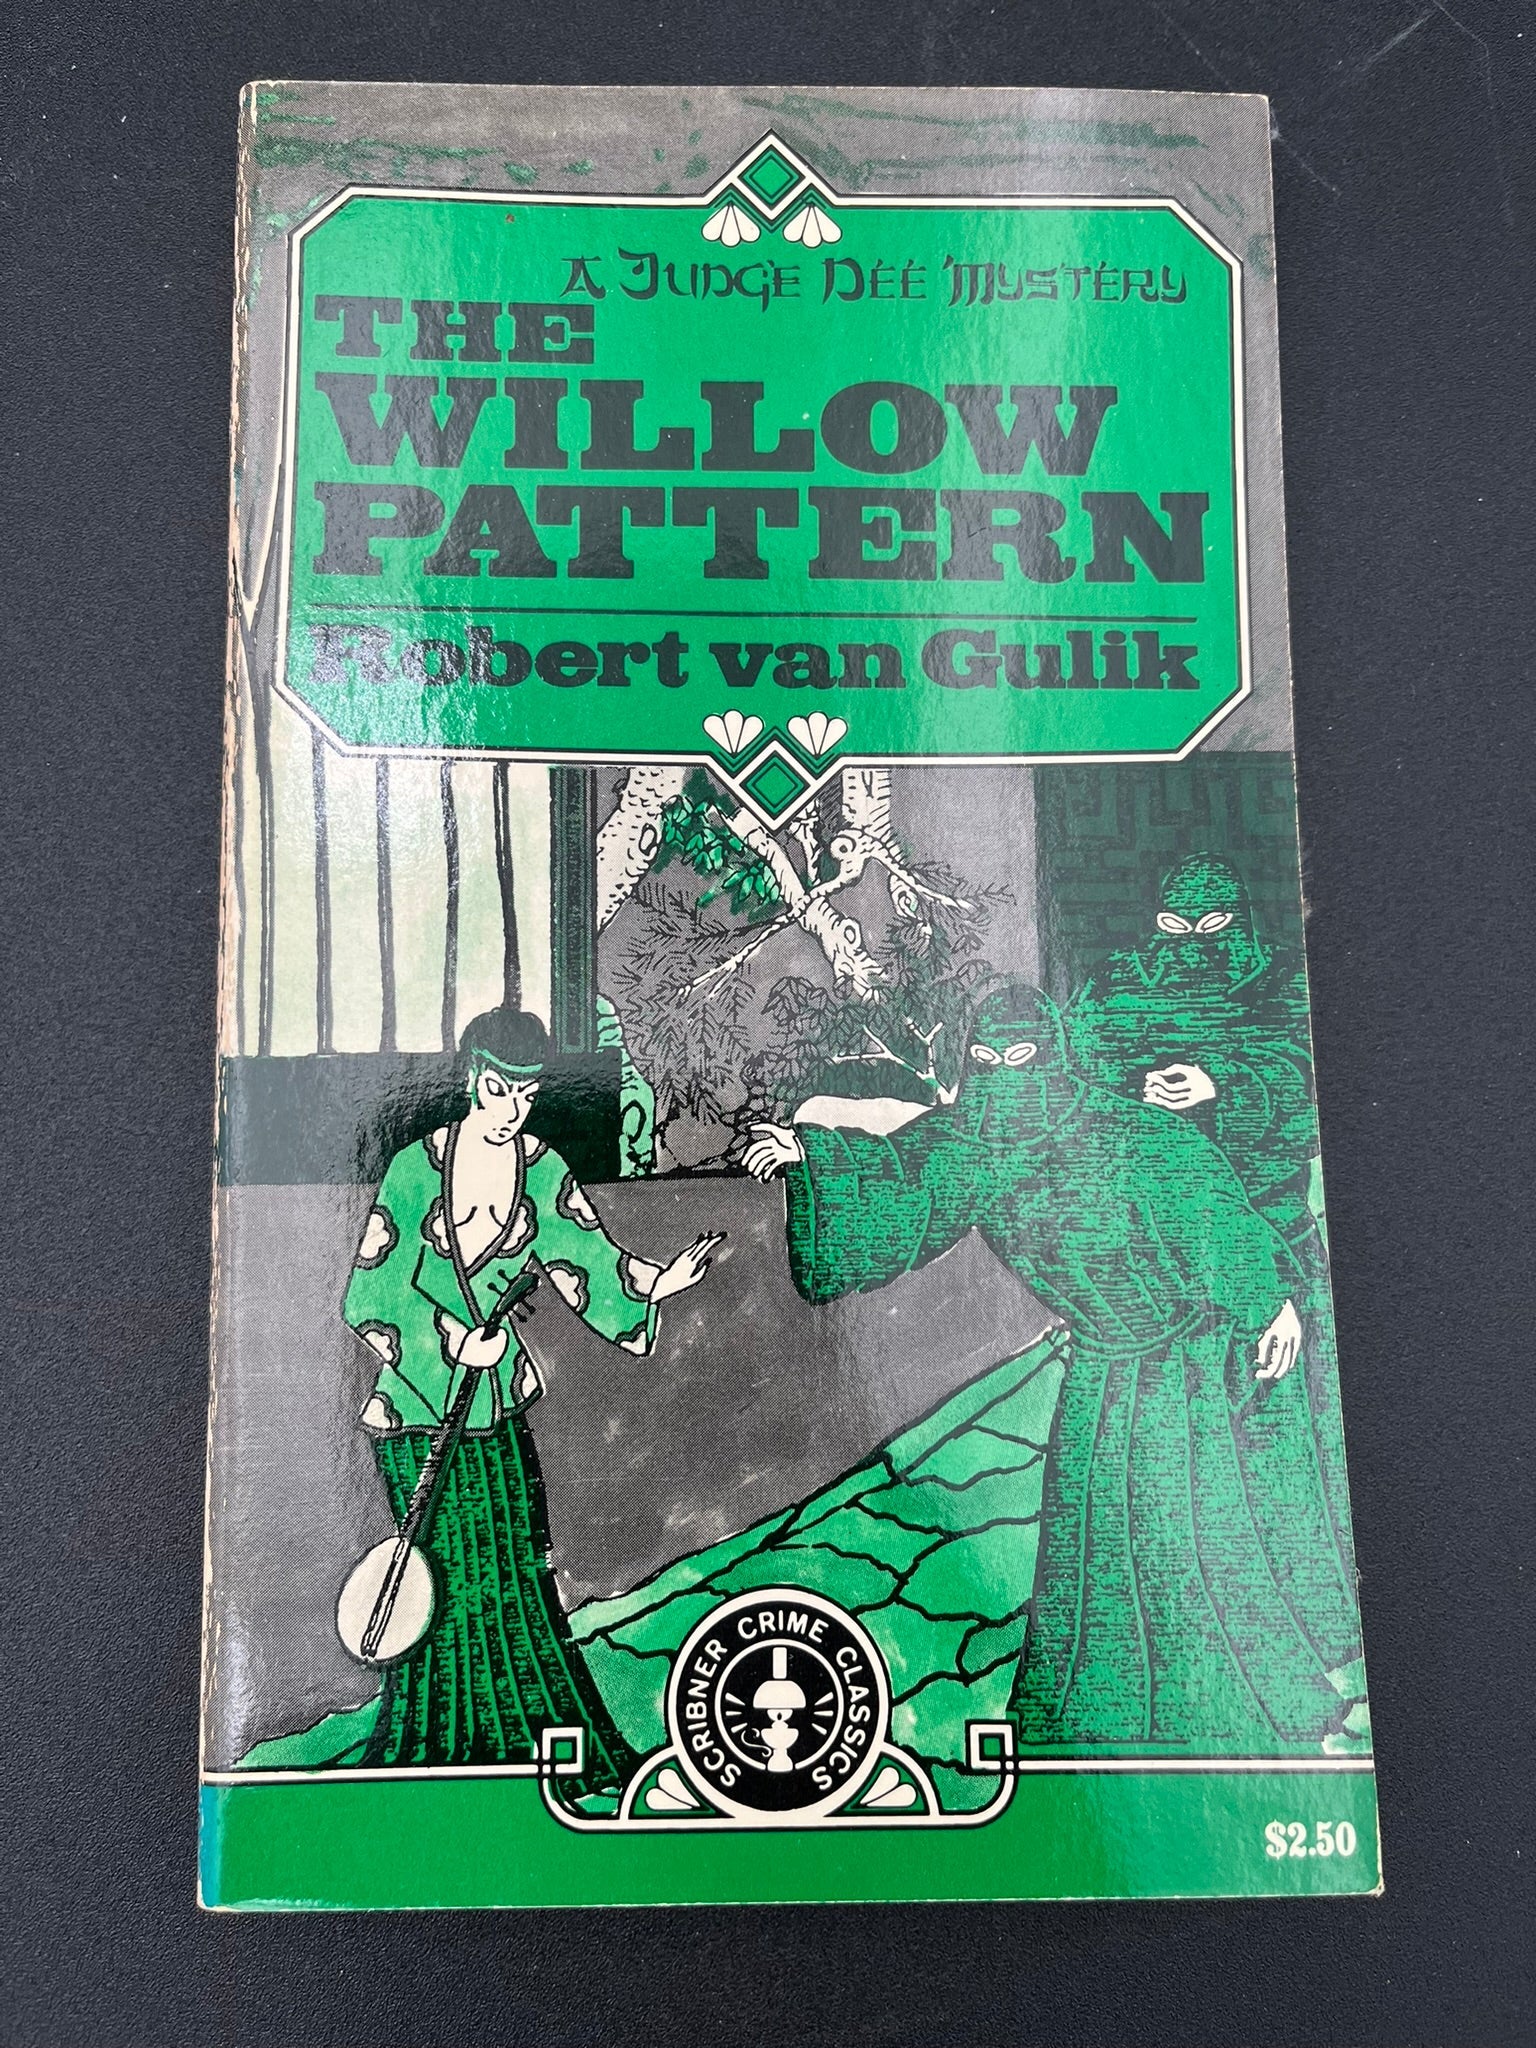 A Judge Dee Mystery
THE
WILLOW
PATTERN
Robert van Gulik
SCRIBNER CRIME CLASSICS
$2.50